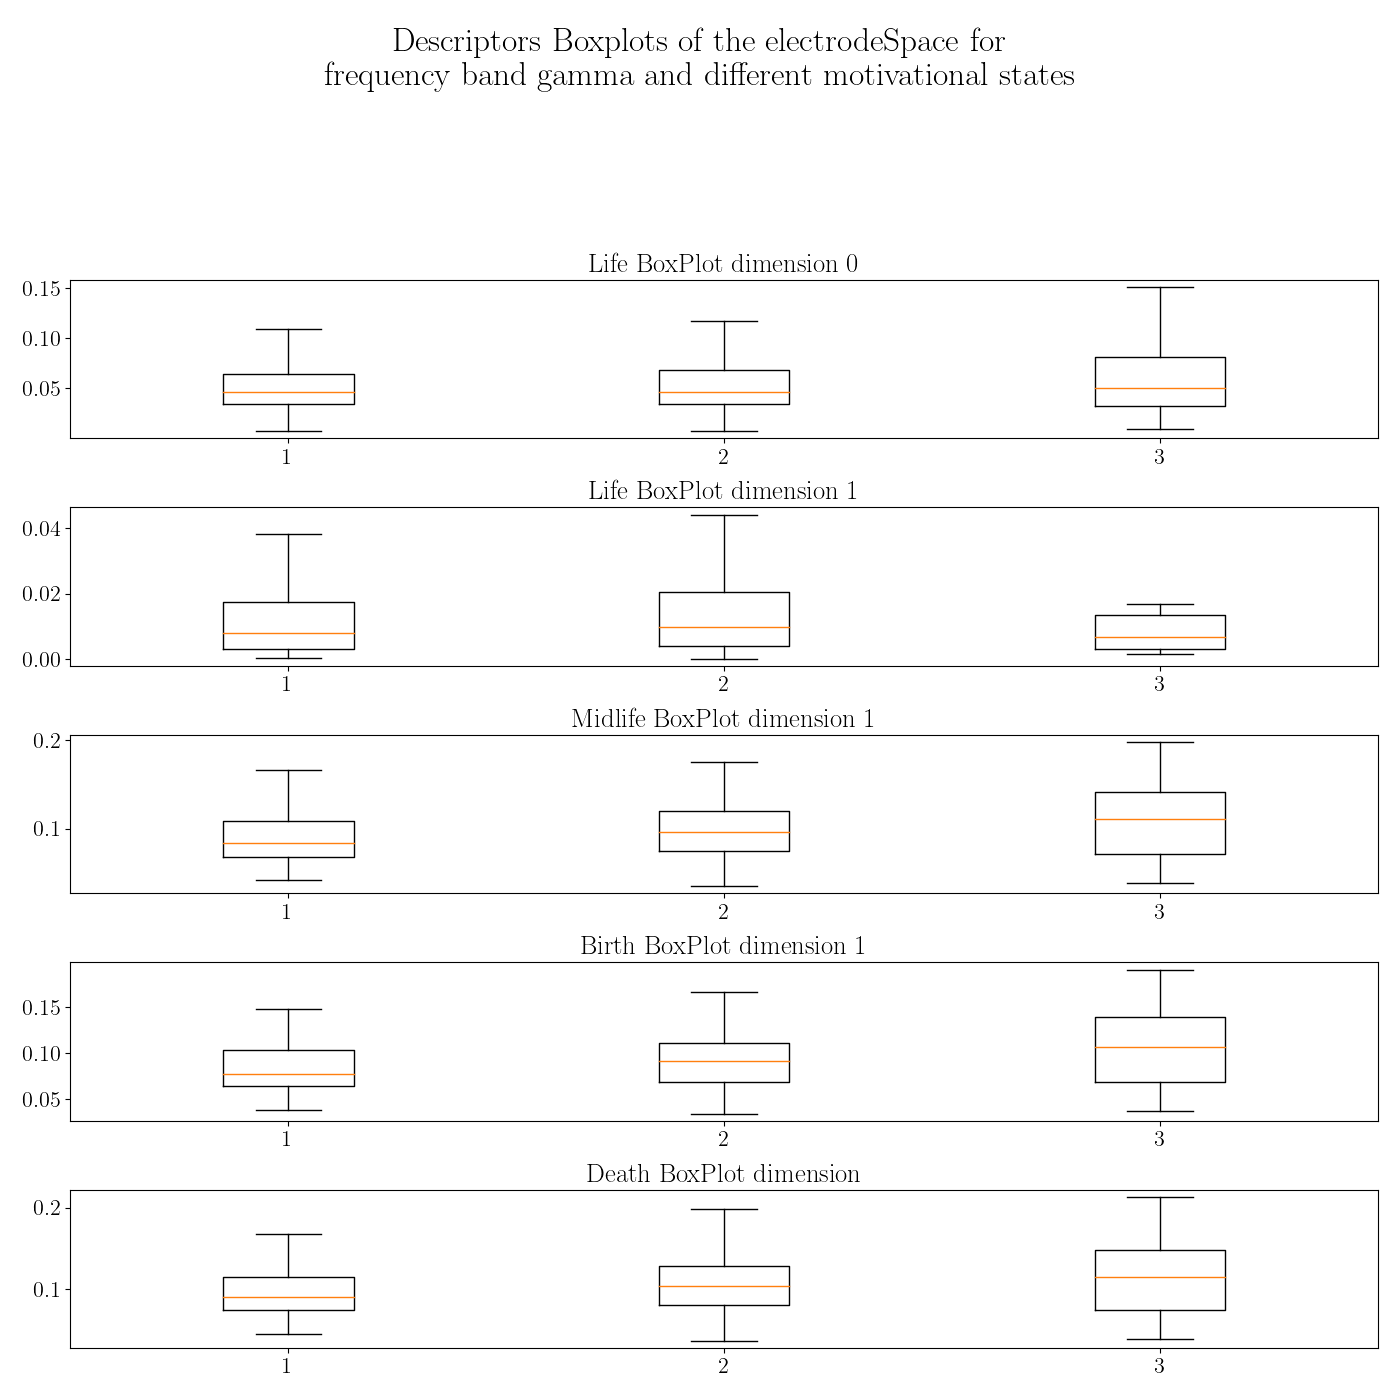 Descriptors Boxplots of the electrodeSpace for
frequency band gamma and different motivational states
Life BoxPlot dimension 0
0.15
0.10
0.05
1 2 3
Life BoxPlot dimension 1
0.04
0.02
0.00
1 2 3
Midlife BoxPlot dimension 1
0.2
0.1
1 2 3
Birth BoxPlot dimension 1
0.15
0.10
0.05
1 2 3
Death BoxPlot dimension
0.2
0.1
1 2 3